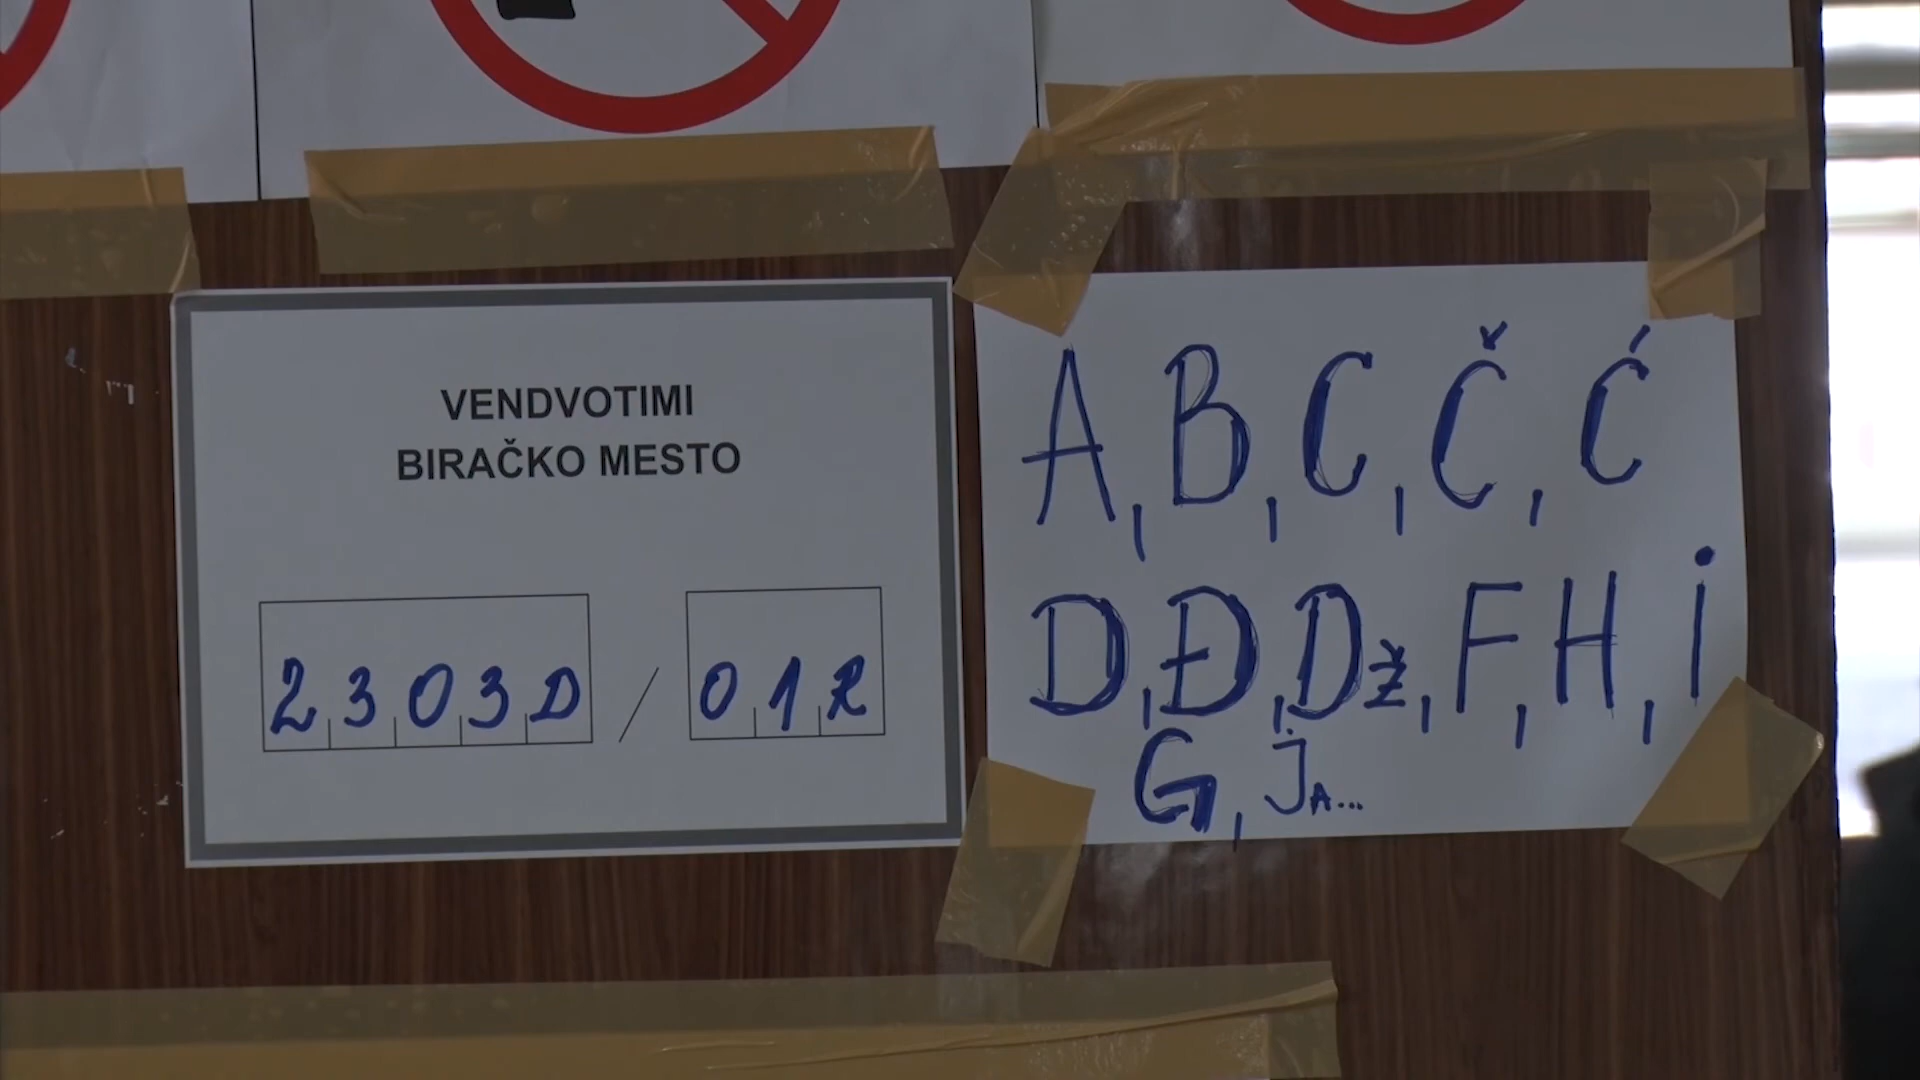 VENDVOTIMI
BIRAČKO MESTO
2303D / 01R
A, B, C, Č, Ć
D, Đ, Dž, F, H, I
G, Ja...